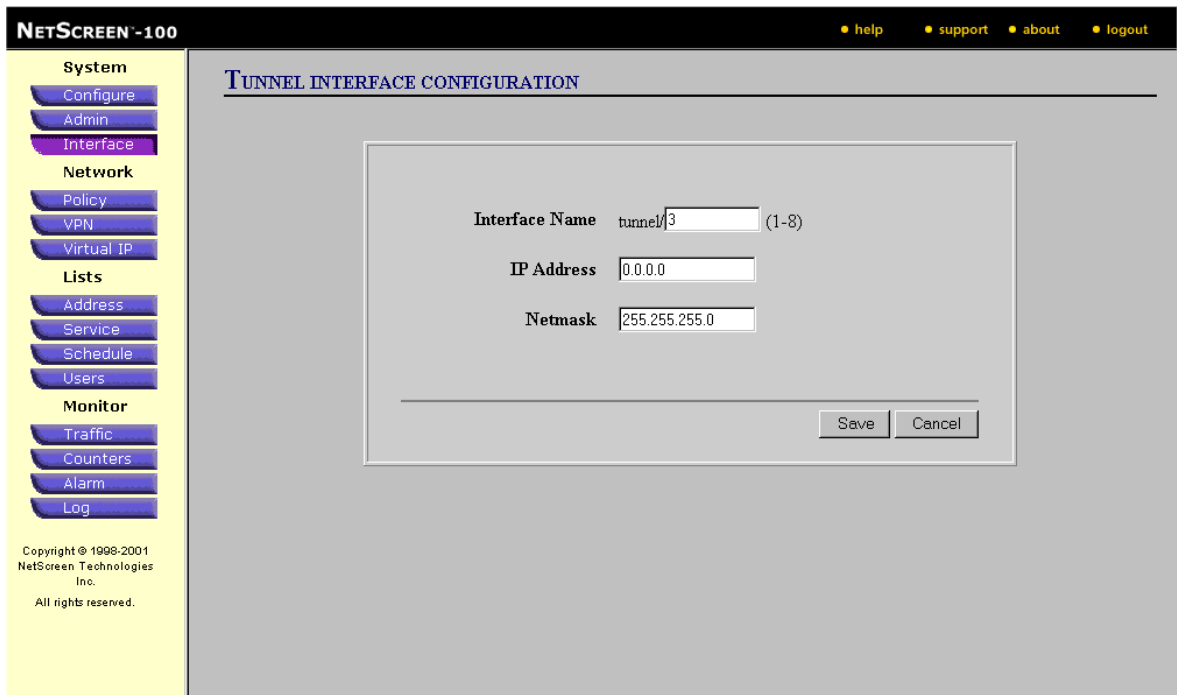 NETSCREEN™-100
help
support
about
logout
System
Configure
Admin
Interface
Network
Policy
VPN
Virtual IP
Lists
Address
Service
Schedule
Users
Monitor
Traffic
Counters
Alarm
Log
Copyright © 1998-2001
NetScreen Technologies
Inc.
All rights reserved.
TUNNEL INTERFACE CONFIGURATION
Interface Name tunnel/3 (1-8)
IP Address 0.0.0.0
Netmask 255.255.255.0
Save Cancel